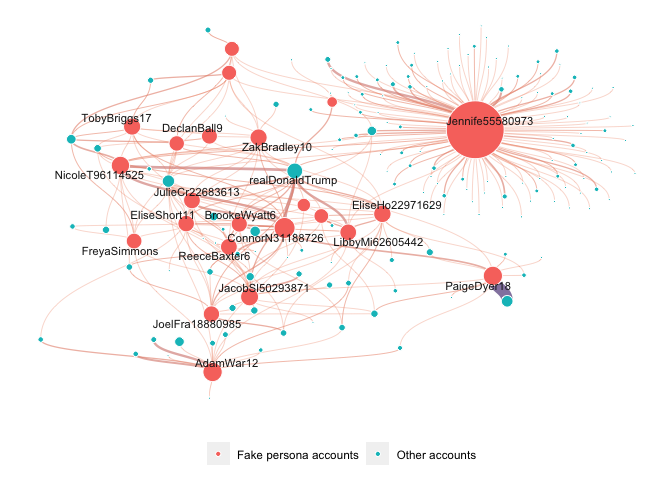 Jennife55580973
TobyBriggs17
DeclanBall9
ZakBradley10
NicoleT96114525
realDonaldTrump
JulieGr22683613
EliseShort11
BrookeWyatt6
EliseHo22971629
ConnorN31188726
LibbyMi62605442
FreyaSimmons
ReeceBaxter6
JacobSl50293871
PaigeDyer18
JoelFra18880985
AdamWar12
Fake persona accounts
Other accounts